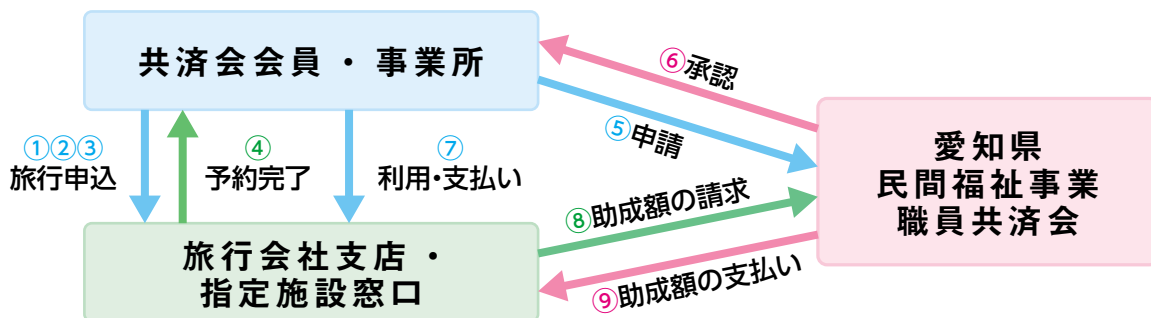 共済会会員・事業所
⑥承認
⑤申請
①②③
旅行申込
④
予約完了
⑦
利用・支払い
愛知県
民間福祉事業
職員共済会
⑧助成額の請求
旅行会社支店・
指定施設窓口
⑨助成額の支払い